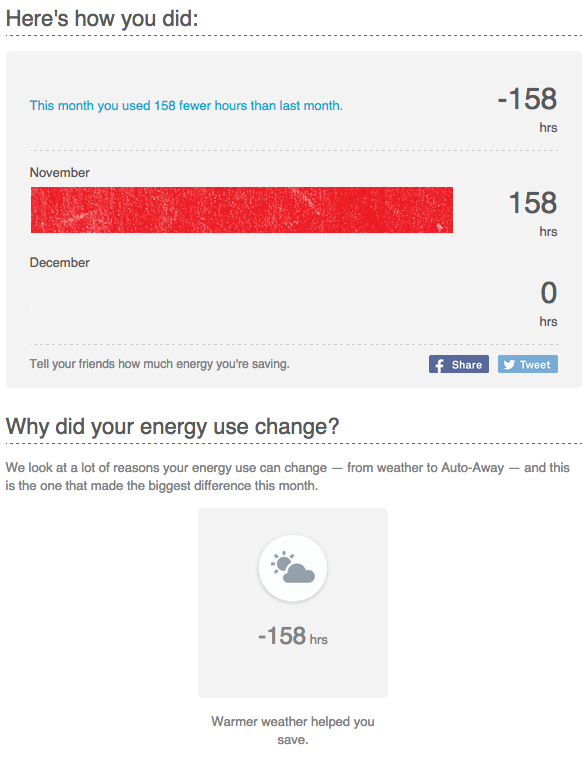 Here's how you did:
This month you used 158 fewer hours than last month.
-158
hrs
November
158
hrs
December
0
hrs
Tell your friends how much energy you're saving.
Share
Tweet
Why did your energy use change?
We look at a lot of reasons your energy use can change — from weather to Auto-Away — and this
is the one that made the biggest difference this month.
-158 hrs
Warmer weather helped you
save.